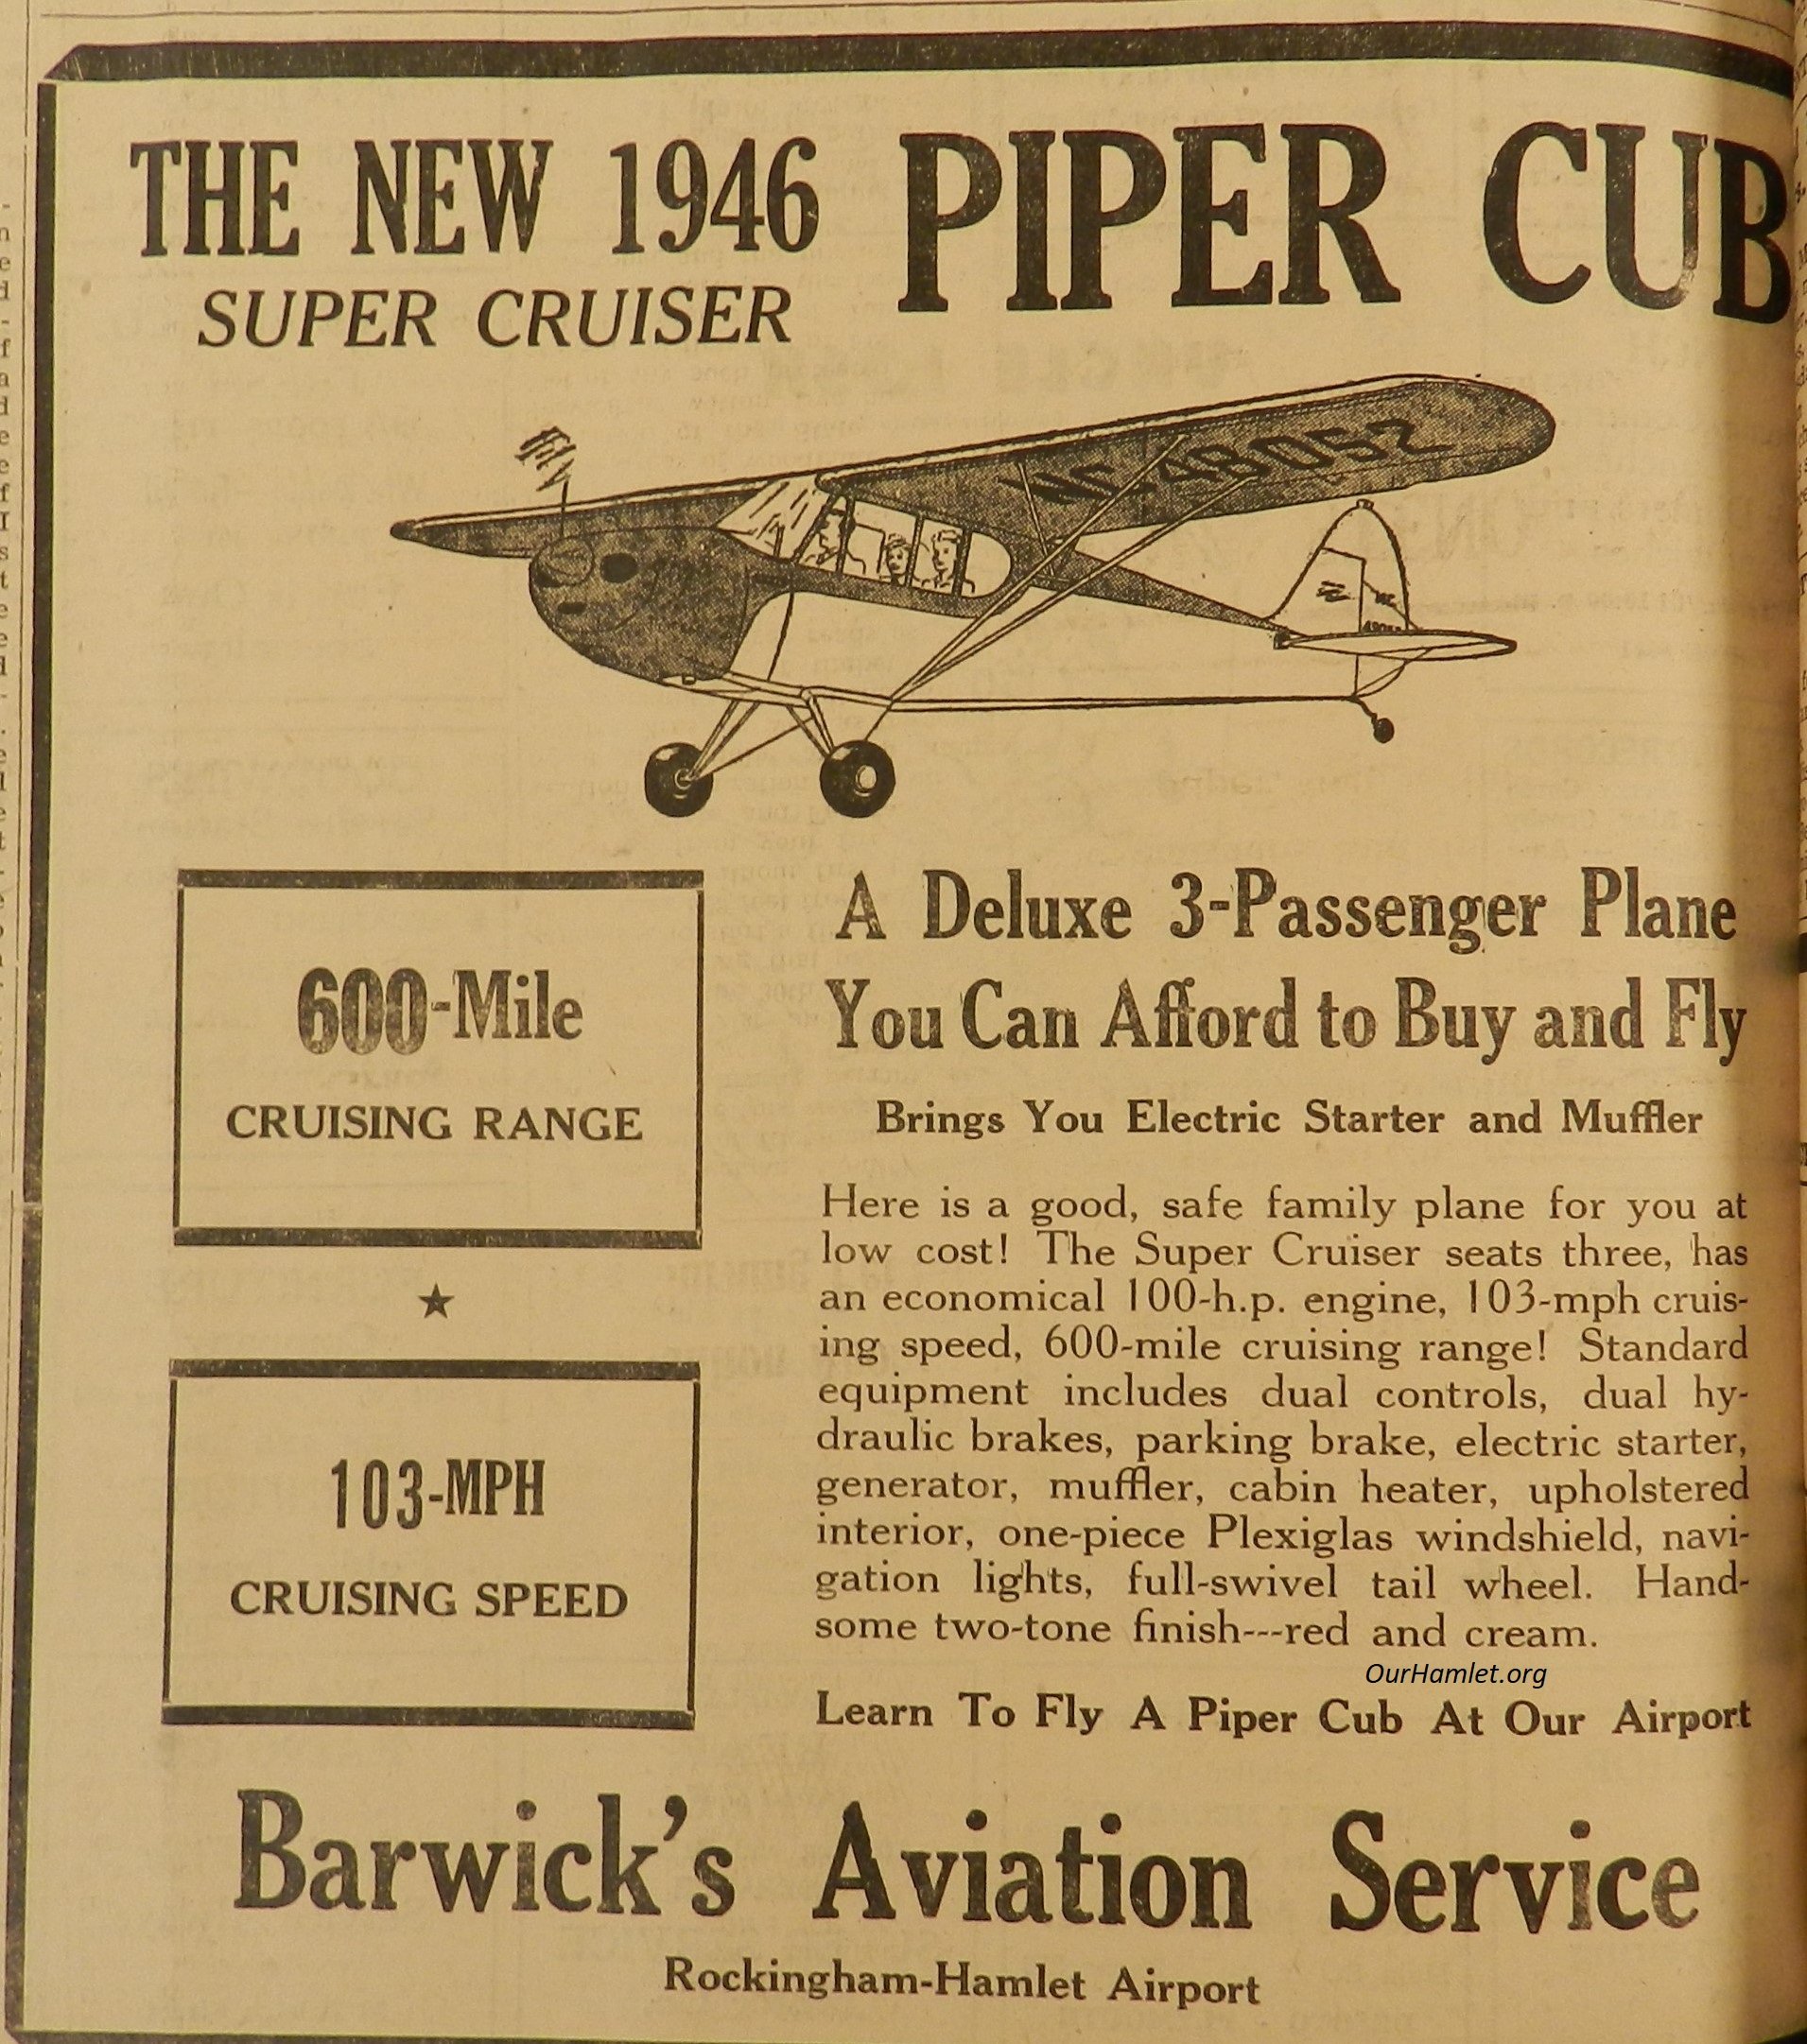 THE NEW 1946 PIPER CUB
SUPER CRUISER
NC 48052
600-Mile
CRUISING RANGE
★
103-MPH
CRUISING SPEED
A Deluxe 3-Passenger Plane
You Can Afford to Buy and Fly
Brings You Electric Starter and Muffler
Here is a good, safe family plane for you at
low cost! The Super Cruiser seats three, has
an economical 100-h.p. engine, 103-mph cruis-
ing speed, 600-mile cruising range! Standard
equipment includes dual controls, dual hy-
draulic brakes, parking brake, electric starter,
generator, muffler, cabin heater, upholstered
interior, one-piece Plexiglas windshield, navi-
gation lights, full-swivel tail wheel. Hand-
some two-tone finish---red and cream.
OurHamlet.org
Learn To Fly A Piper Cub At Our Airport
Barwick's Aviation Service
Rockingham-Hamlet Airport